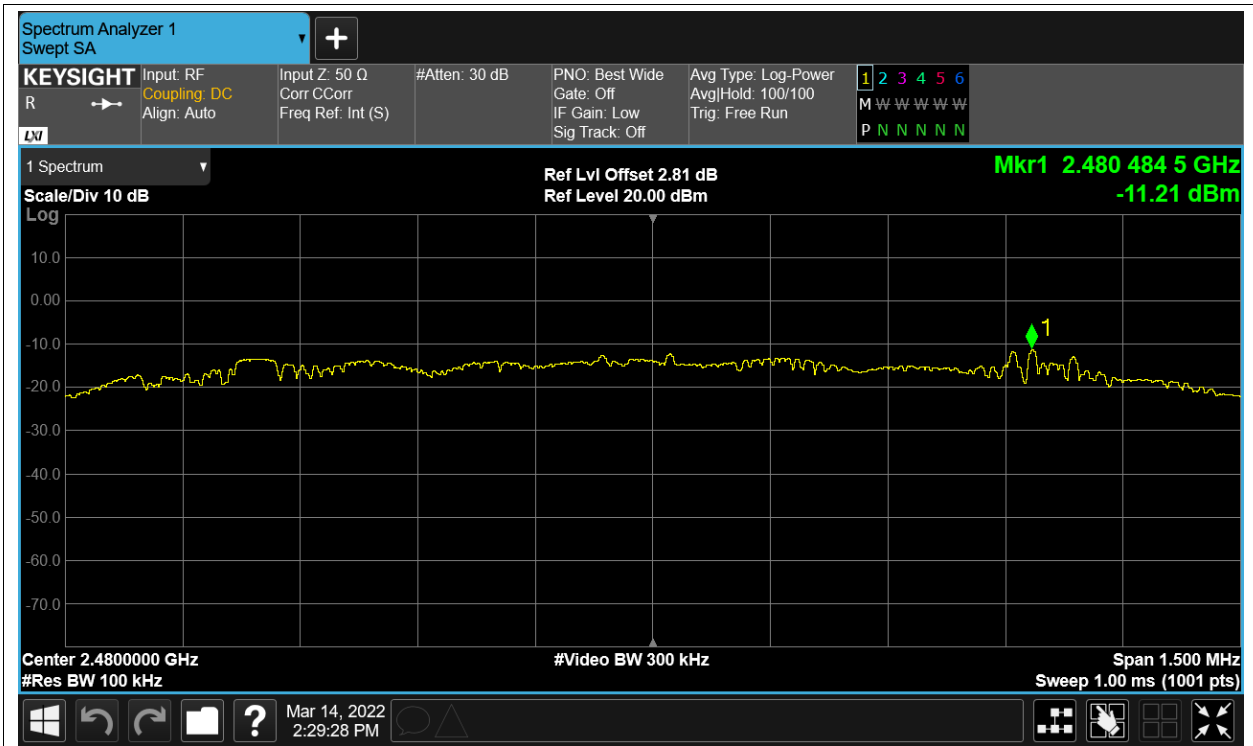 Spectrum Analyzer 1
Swept SA
KEYSIGHT
R
LXI
Input: RF
Coupling: DC
Align: Auto
Input Z: 50 Ω
Corr CCorr
Freq Ref: Int (S)
#Atten: 30 dB
PNO: Best Wide
Gate: Off
IF Gain: Low
Sig Track: Off
Avg Type: Log-Power
Avg|Hold: 100/100
Trig: Free Run
1 2 3 4 5 6
M W W W W W
P N N N N N
1 Spectrum
Scale/Div 10 dB
Log
Ref Lvl Offset 2.81 dB
Ref Level 20.00 dBm
Mkr1 2.480 484 5 GHz
-11.21 dBm
10.0
0.00
-10.0
-20.0
-30.0
-40.0
-50.0
-60.0
-70.0
1
Center 2.4800000 GHz
#Res BW 100 kHz
#Video BW 300 kHz
Span 1.500 MHz
Sweep 1.00 ms (1001 pts)
?
Mar 14, 2022
2:29:28 PM